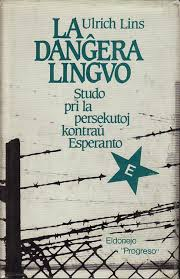 Ulrich Lins
LA
DANĜERA
LINGVO
Studo
pri la
persekutoj
kontraŭ
Esperanto
E
Eldonejo
"Progreso"